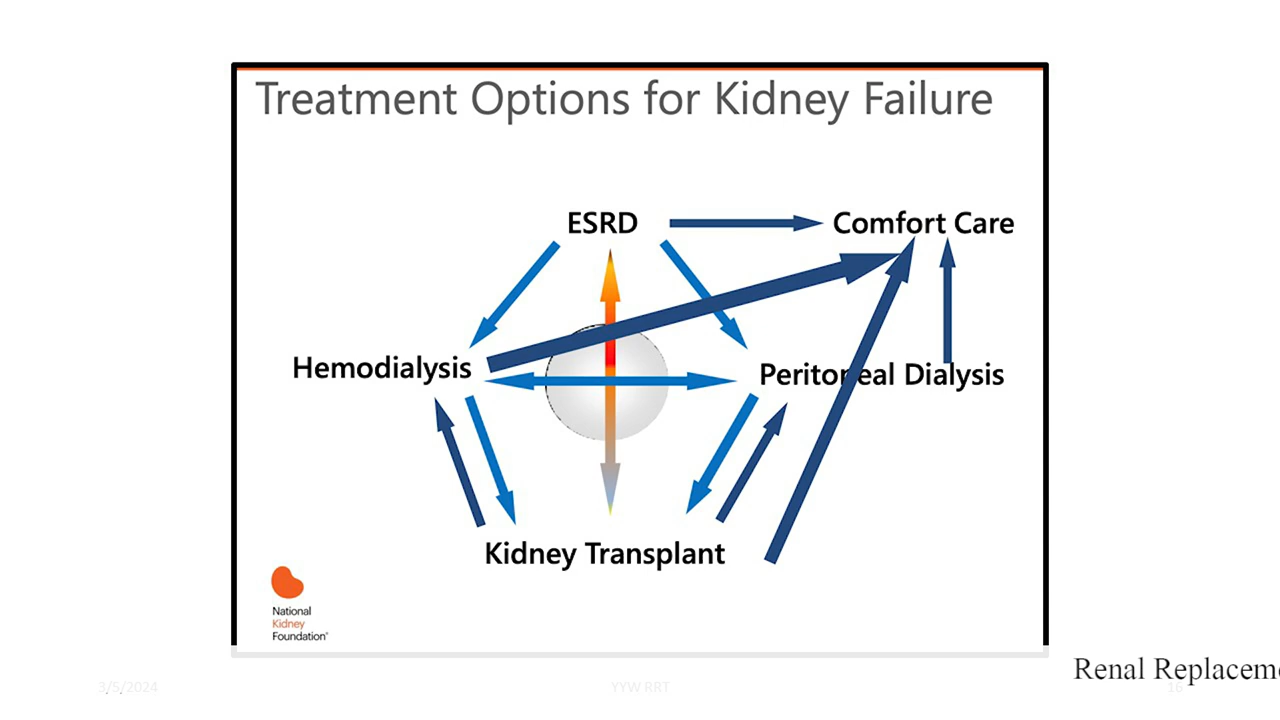 Treatment Options for Kidney Failure
ESRD
Comfort Care
Hemodialysis
Peritoneal Dialysis
Kidney Transplant
National
Kidney
Foundation®
Renal Replaceme
3/5/2024
YYW RRT
16